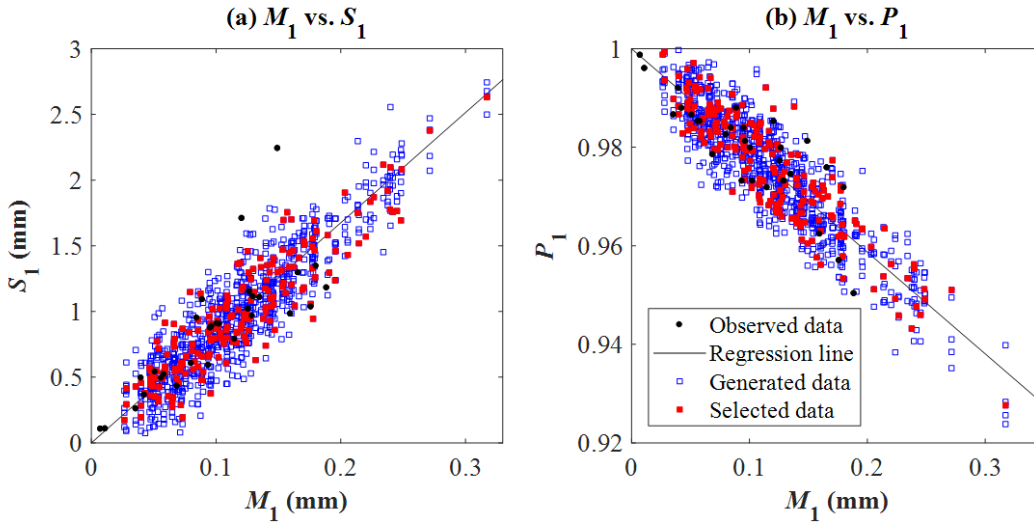 (a) M1 vs. S1
S1 (mm)
3
2.5
2
1.5
1
0.5
0
0 0.1 0.2 0.3
M1 (mm)
(b) M1 vs. P1
P1
1
0.98
0.96
0.94
0.92
Observed data
Regression line
Generated data
Selected data
0 0.1 0.2 0.3
M1 (mm)